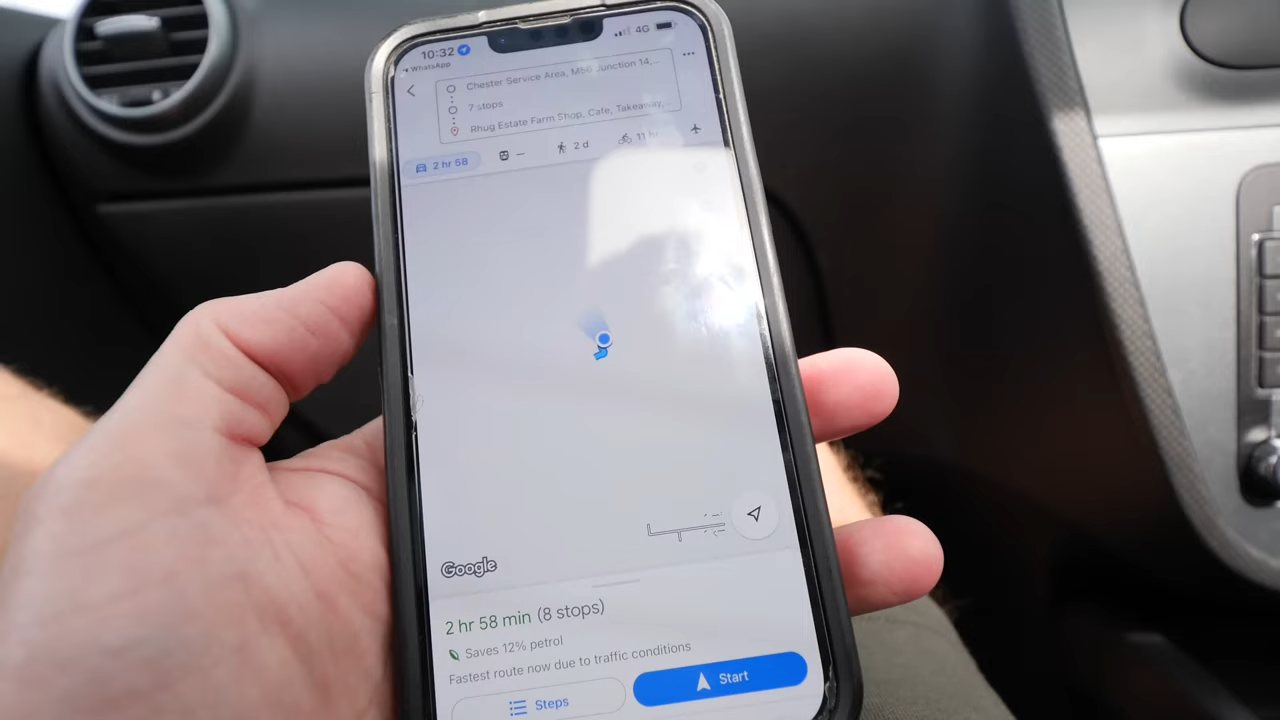 10:32
4G
WhatsApp
Chester Service Area, M56 Junction 14,...
7 stops
Rhug Estate Farm Shop, Cafe, Takeaway,...
2 hr 58
—
2 d
11 hr
Google
2 hr 58 min (8 stops)
Saves 12% petrol
Fastest route now due to traffic conditions
Steps
Start